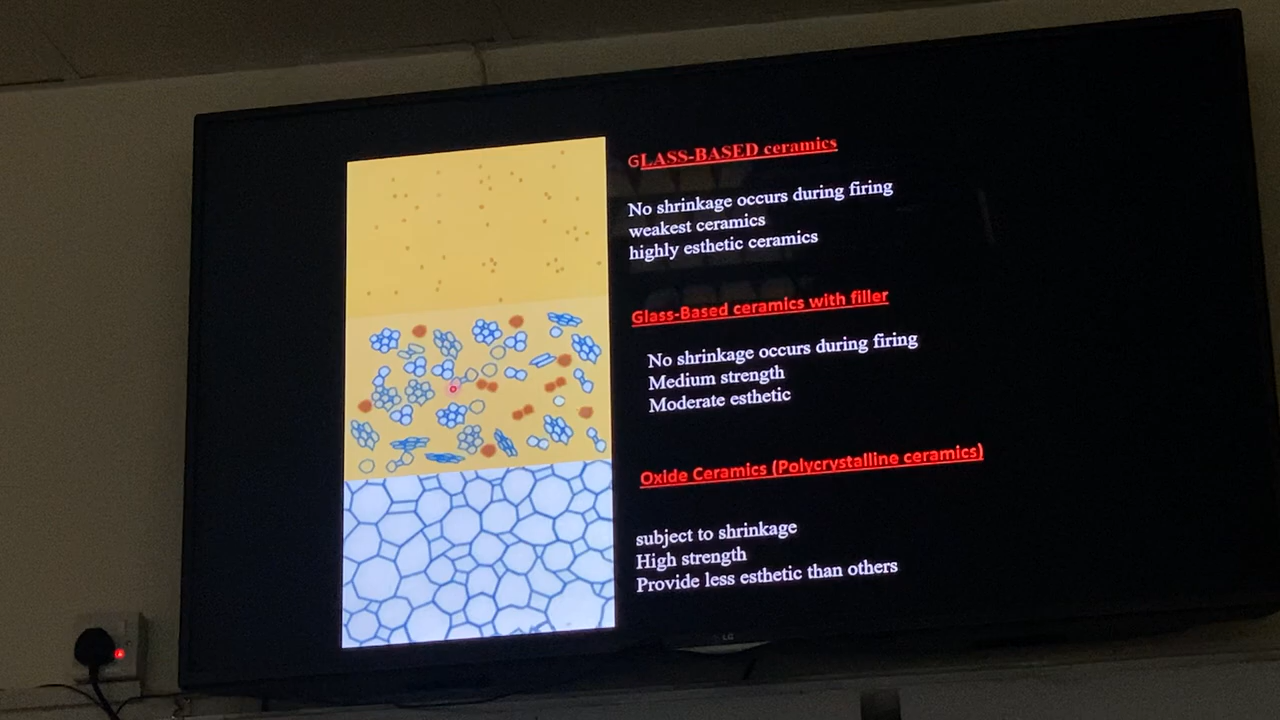 GLASS-BASED ceramics
No shrinkage occurs during firing
weakest ceramics
highly esthetic ceramics
Glass-Based ceramics with filler
No shrinkage occurs during firing
Medium strength
Moderate esthetic
Oxide Ceramics (Polycrystalline ceramics)
subject to shrinkage
High strength
Provide less esthetic than others
LG